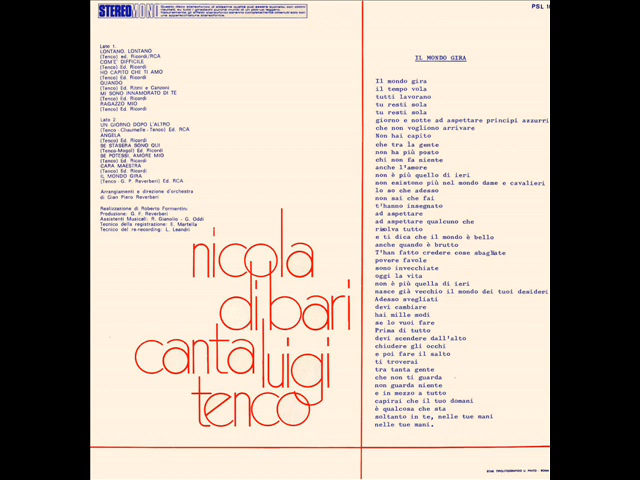 STEREOMONO
PSL 1
Lato 1.
LONTANO, LONTANO
(Tenco) ed. Ricordi/RCA
COM'E' DIFFICILE
(Tenco) Ed. Ricordi
HO CAPITO CHE TI AMO
(Tenco) Ed. Ricordi
QUANDO
(Tenco) Ed. Ritmi e Canzoni
MI SONO INNAMORATO DI TE
(Tenco) Ed. Ricordi
RAGAZZO MIO
(Tenco) Ed. Ricordi
Lato 2.
UN GIORNO DOPO L'ALTRO
(Tenco - Chaumelle - Tenco) Ed. RCA
ANGELA
(Tenco) Ed. Ricordi
SE STASERA SONO QUI
(Tenco-Mogol) Ed. Ricordi
SE POTESSI, AMORE MIO
(Tenco) Ed. Ricordi
CARA MAESTRA
(Tenco) Ed. Ricordi
IL MONDO GIRA
(Tenco - G. P. Reverberi) Ed. RCA
Arrangiamenti e direzione d'orchestra
di Gian Piero Reverberi
Realizzazione di Roberto Formentin;
Produzione: G. P. Reverberi
Assistenti Musicali: R. Gianolio - G. Oddi
Tecnico della registrazione: E. Martella
Tecnico del re-recording: L. Leandri
nicola
di bari
canta luigi
tenco
IL MONDO GIRA
Il mondo gira
il tempo vola
tutti lavorano
tu resti sola
tu resti sola
giorno e notte ad aspettare principi azzurri
che non vogliono arrivare
Non hai capito
che tra la gente
non ha più posto
chi non fa niente
anche l'amore
non è più quello di ieri
non esistono più nel mondo dame e cavalieri
lo so che adesso
non sai che fai
t'hanno insegnato
ad aspettare
ad aspettare qualcuno che
risolva tutto
e ti dica che il mondo è bello
anche quando è brutto
T'han fatto credere cose sbagliate
povere favole
sono invecchiate
oggi la vita
non è più quella di ieri
nasce già vecchio il mondo dei tuoi desideri
Adesso svegliati
devi cambiare
hai mille modi
se lo vuoi fare
Prima di tutto
devi scendere dall'alto
chiudere gli occhi
e poi fare il salto
ti troverai
tra tanta gente
che non ti guarda
non guarda niente
e in mezzo a tutto
capirai che il tuo domani
è qualcosa che sta
soltanto in te, nelle tue mani
nelle tue mani.